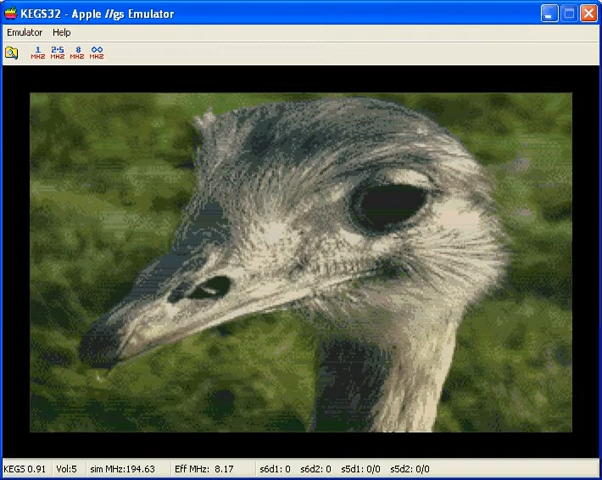 KEGS32 - Apple //gs Emulator
Emulator Help
1 MHZ 2.5 MHZ 8 MHZ ∞ MHZ
KEGS 0.91 Vol:5 sim MHz:194.63 Eff MHz: 8.17 s6d1: 0 s6d2: 0 s5d1: 0/0 s5d2: 0/0